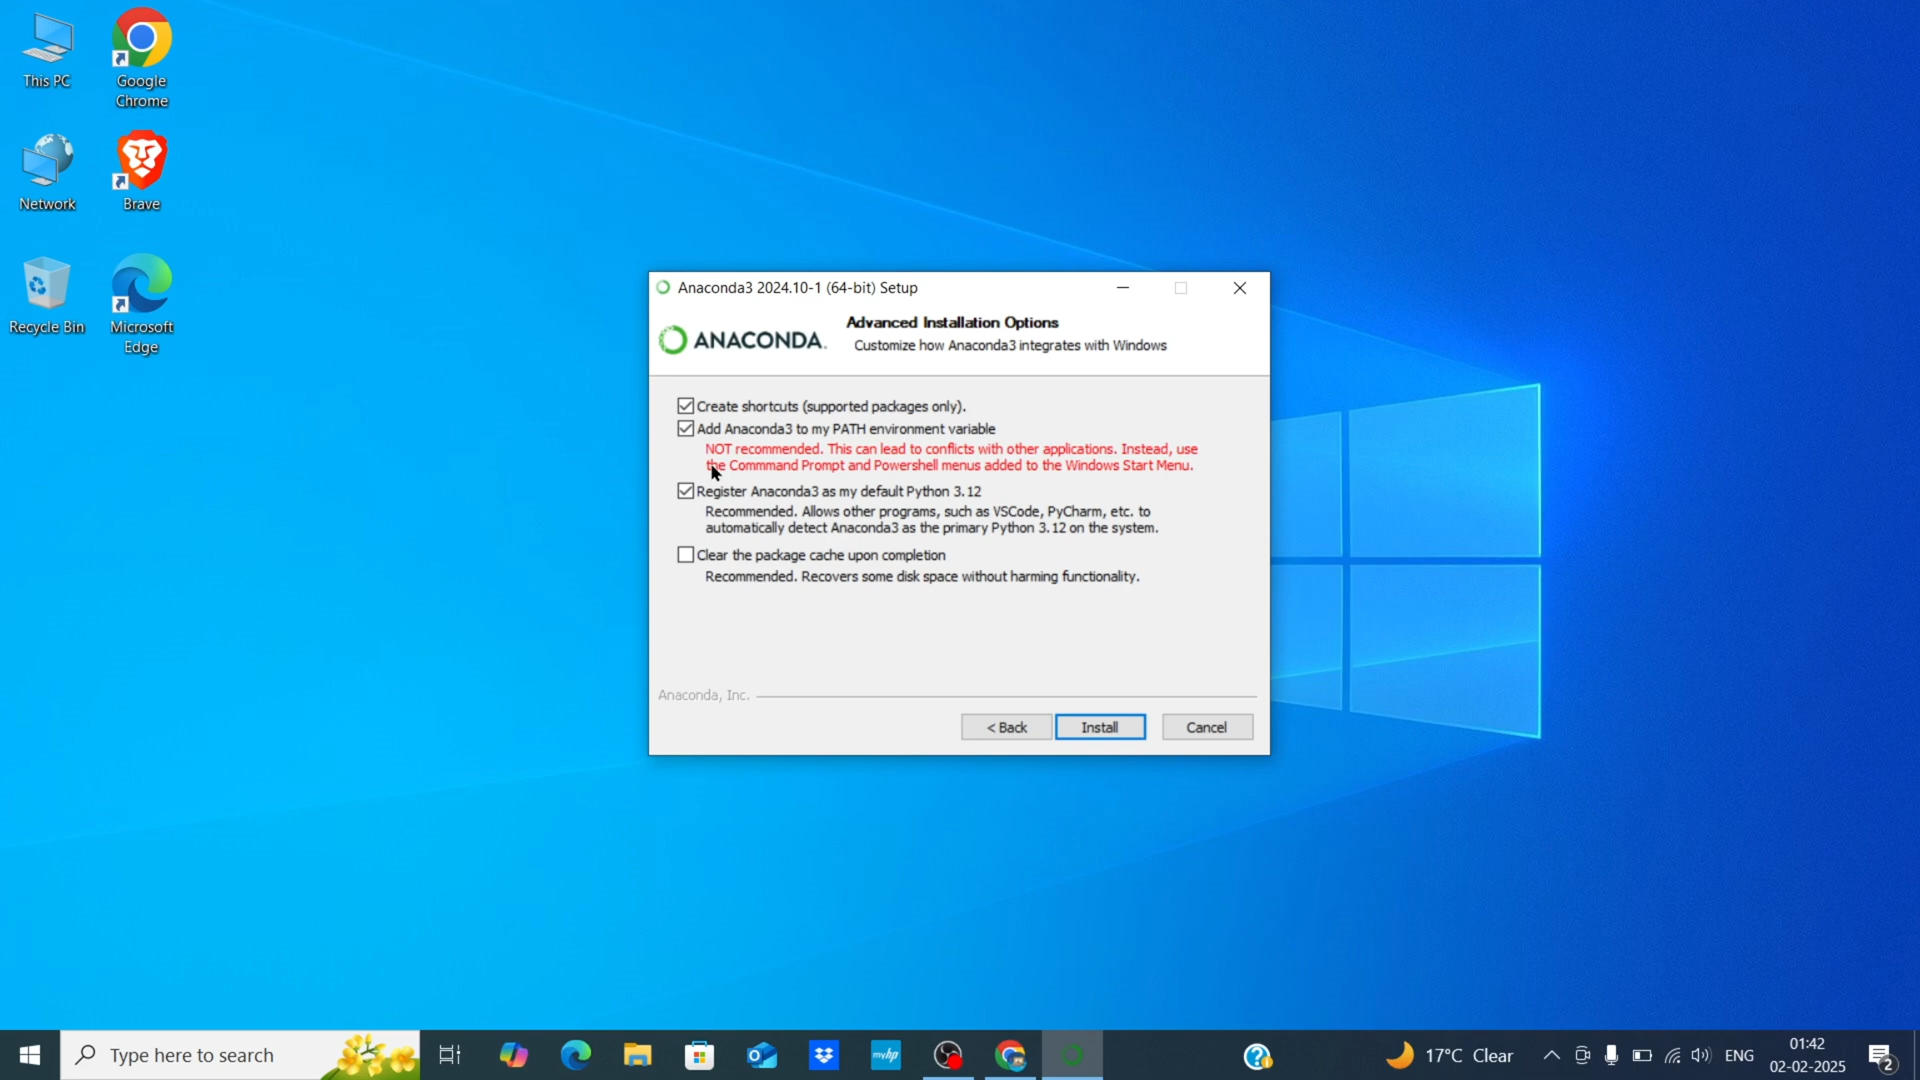 This PC
Google
Chrome
Network
Brave
Recycle Bin
Microsoft
Edge
Anaconda3 2024.10-1 (64-bit) Setup
ANACONDA.
Advanced Installation Options
Customize how Anaconda3 integrates with Windows
Create shortcuts (supported packages only).
Add Anaconda3 to my PATH environment variable
NOT recommended. This can lead to conflicts with other applications. Instead, use
the Commmand Prompt and Powershell menus added to the Windows Start Menu.
Register Anaconda3 as my default Python 3.12
Recommended. Allows other programs, such as VSCode, PyCharm, etc. to
automatically detect Anaconda3 as the primary Python 3.12 on the system.
Clear the package cache upon completion
Recommended. Recovers some disk space without harming functionality.
Anaconda, Inc.
< Back
Install
Cancel
Type here to search
myhp
17°C Clear
ENG
01:42
02-02-2025
2